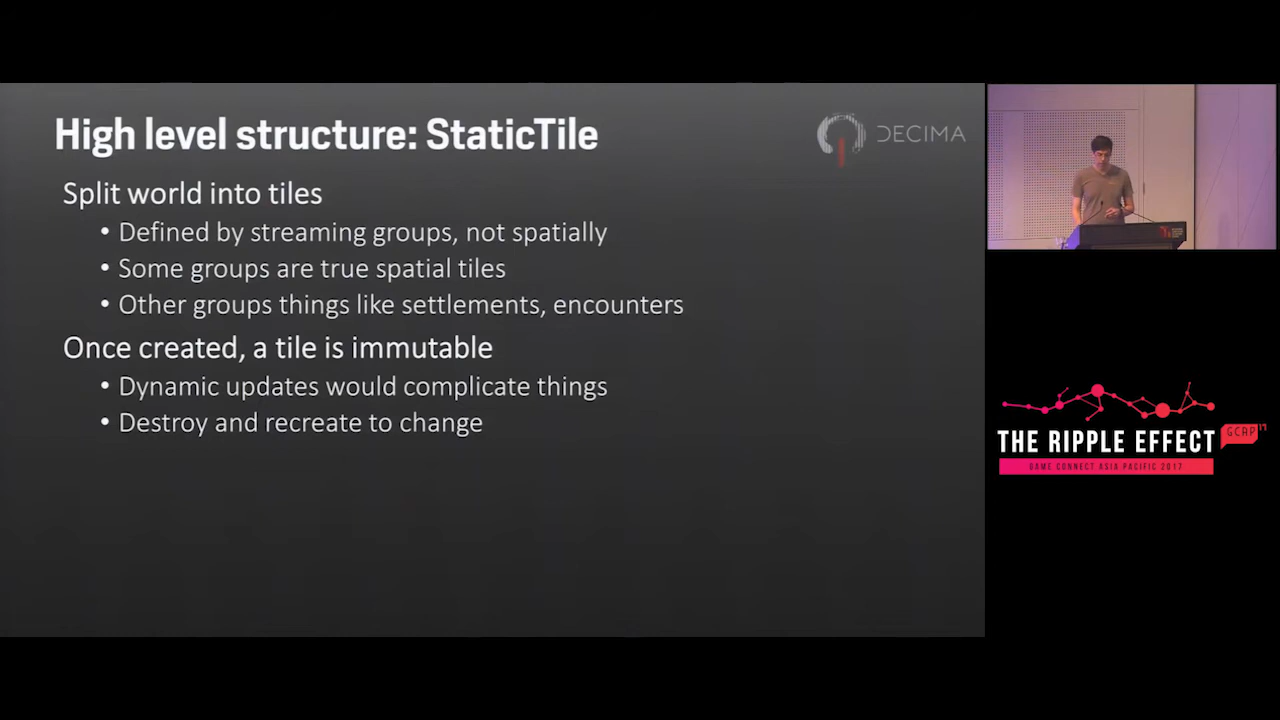 High level structure: StaticTile
DECIMA
Split world into tiles
• Defined by streaming groups, not spatially
• Some groups are true spatial tiles
• Other groups things like settlements, encounters
Once created, a tile is immutable
• Dynamic updates would complicate things
• Destroy and recreate to change
THE RIPPLE EFFECT
GCAP 17
GAME CONNECT ASIA PACIFIC 2017